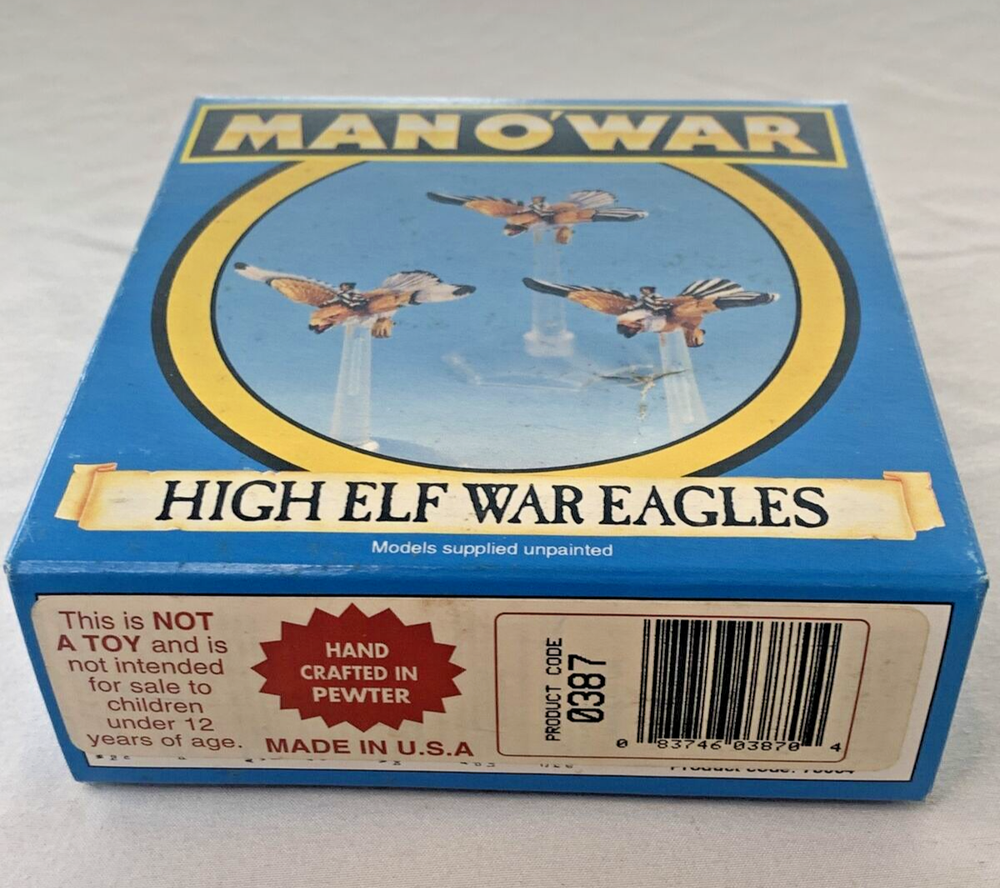 MAN O'WAR
HIGH ELF WAR EAGLES
Models supplied unpainted
This is NOT
A TOY and is
not intended
for sale to
children
under 12
years of age.
HAND
CRAFTED IN
PEWTER
MADE IN U.S.A
PRODUCT CODE
0387
0 83746 03870 4